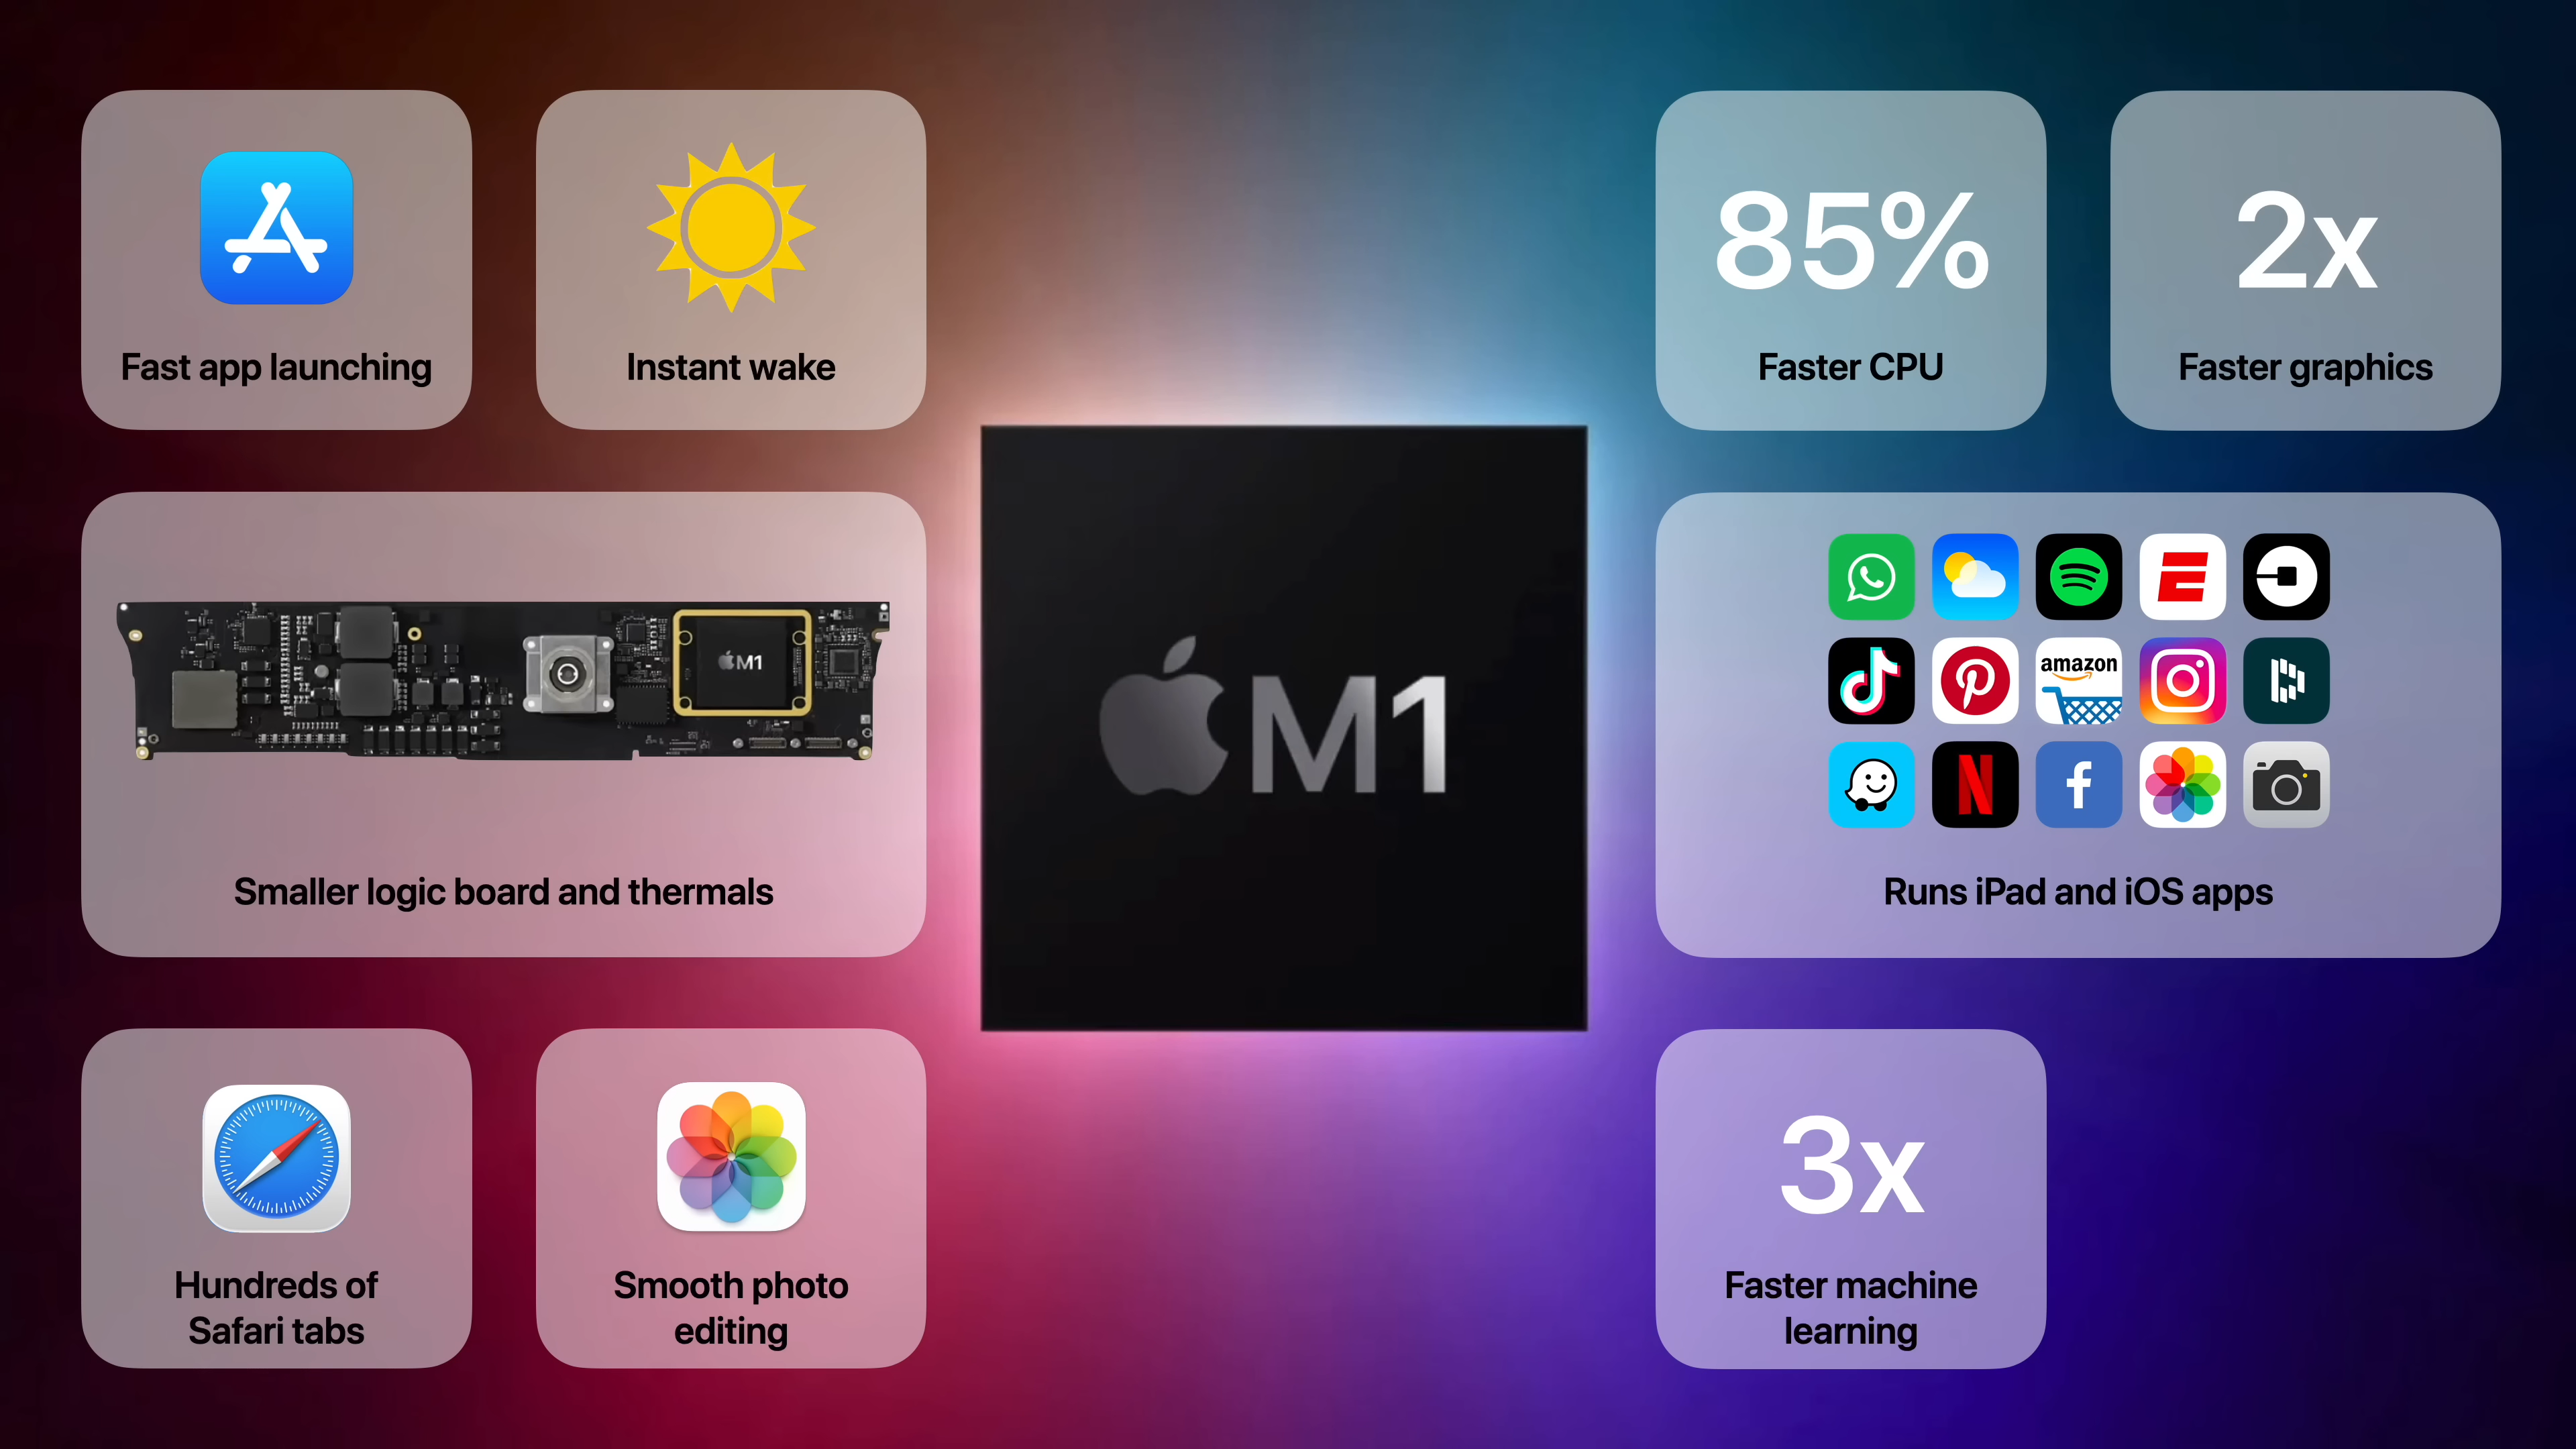 Fast app launching
Instant wake
85%
Faster CPU
2x
Faster graphics
M1
Smaller logic board and thermals
M1
amazon
Runs iPad and iOS apps
Hundreds of
Safari tabs
Smooth photo
editing
3x
Faster machine
learning